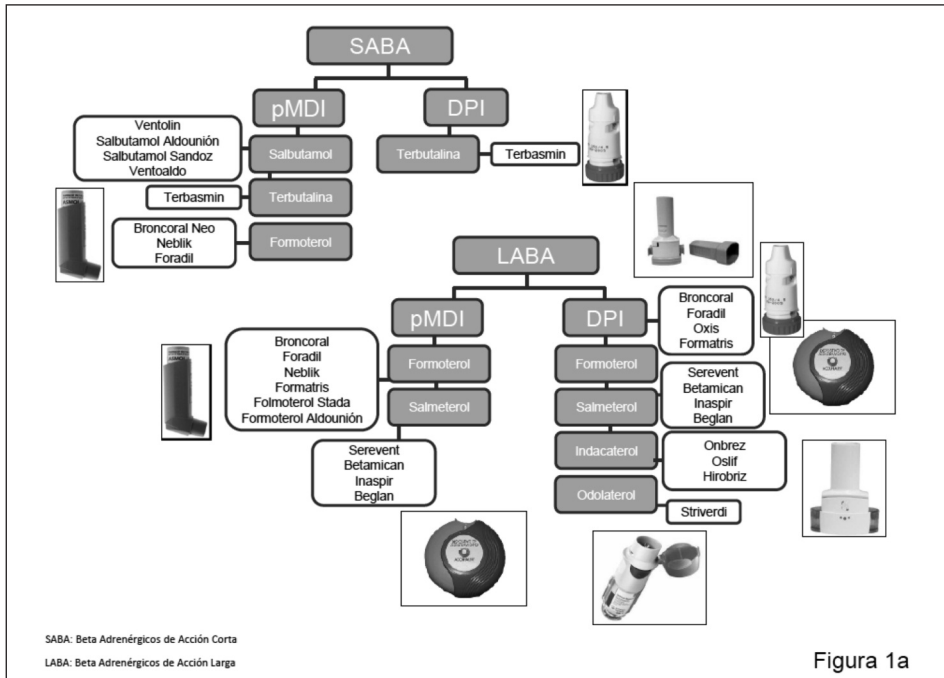 SABA
pMDI
DPI
Ventolin
Salbutamol Aldounión
Salbutamol Sandoz
Ventoaldo
Salbutamol
Terbutalina
Terbasmin
Terbasmin
Terbutalina
Broncoral Neo
Neblik
Foradil
Formoterol
LABA
pMDI
DPI
Broncoral
Foradil
Oxis
Formatris
Broncoral
Foradil
Neblik
Formatris
Folmoterol Stada
Formoterol Aldounión
Formoterol
Formoterol
Salmeterol
Salmeterol
Serevent
Betamican
Inaspir
Beglan
Serevent
Betamican
Inaspir
Beglan
Indacaterol
Onbrez
Oslif
Hirobriz
Odolaterol
Striverdi
SABA: Beta Adrenérgicos de Acción Corta
LABA: Beta Adrenérgicos de Acción Larga
Figura 1a